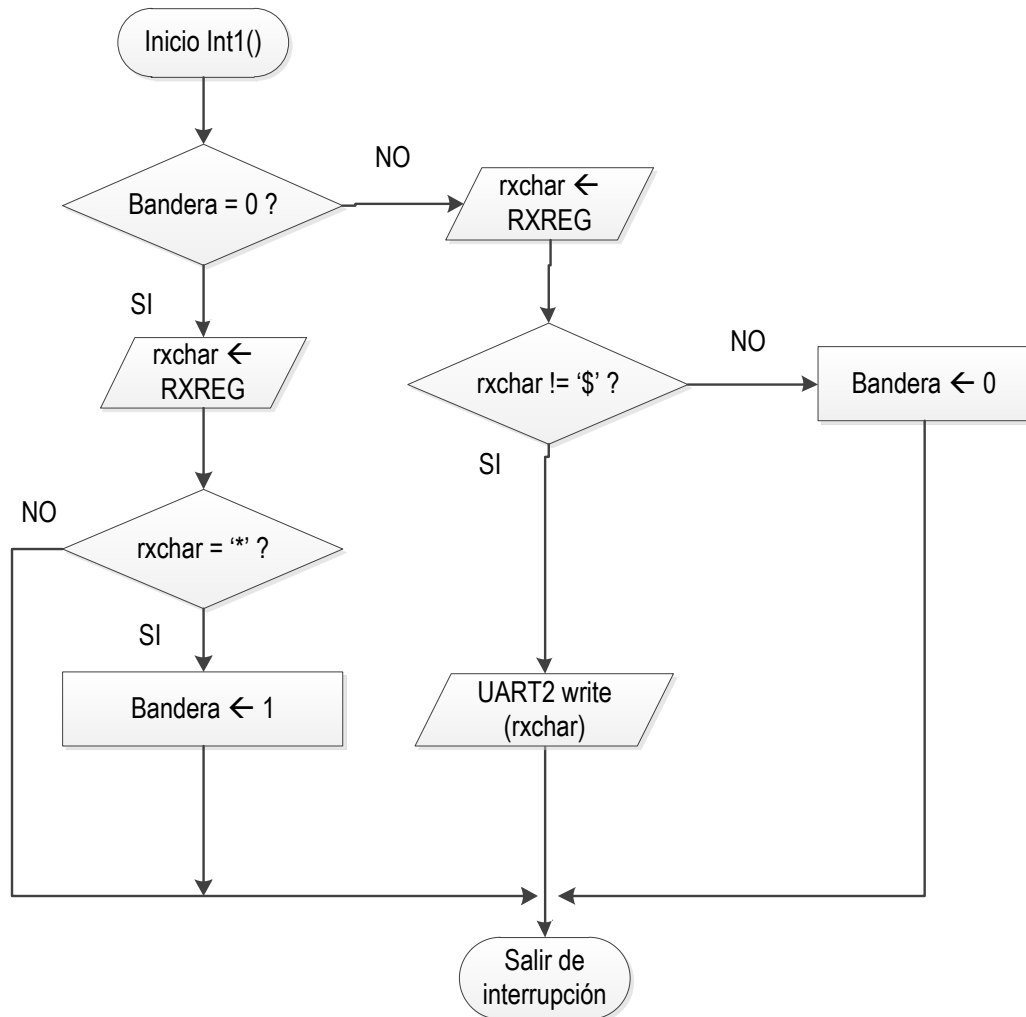 Inicio Int1()
Bandera = 0 ?
NO
rxchar ←
RXREG
SI
rxchar ←
RXREG
rxchar != ‘$’ ?
NO
Bandera ← 0
SI
NO
rxchar = ‘*’ ?
SI
Bandera ← 1
UART2 write
(rxchar)
Salir de
interrupción